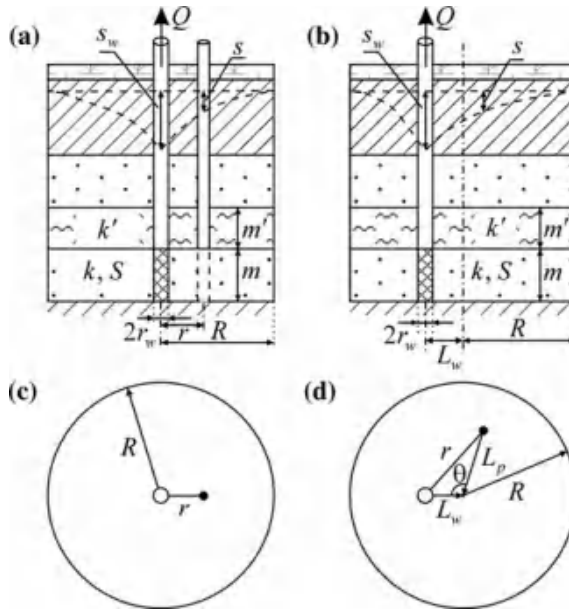 (a) Q (b) Q
s_w s s_w s
k' m' k' m'
k, S m k, S m
2r_w r R 2r_w L_w R
(c) (d)
R r r θ L_p R
L_w